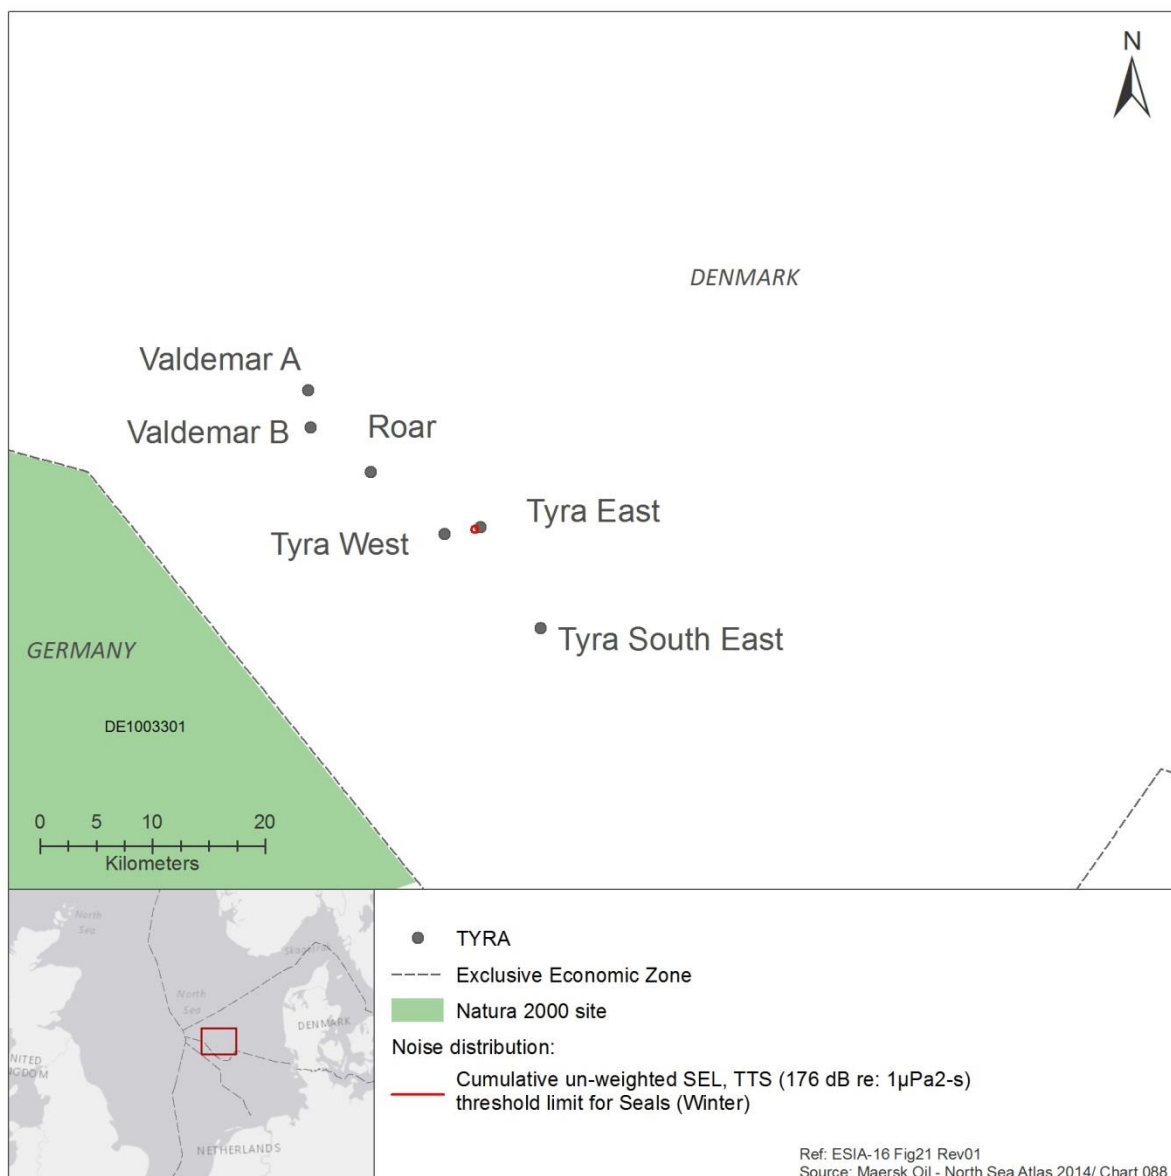 N
DENMARK
Valdemar A
Valdemar B
Roar
Tyra East
Tyra West
Tyra South East
GERMANY
DE1003301
0 5 10 20
Kilometers
North
Sea
Skagerrak
North
Sea
DENMARK
UNITED
KINGDOM
NETHERLANDS
TYRA
Exclusive Economic Zone
Natura 2000 site
Noise distribution:
Cumulative un-weighted SEL, TTS (176 dB re: 1µPa2-s)
threshold limit for Seals (Winter)
Ref: ESIA-16 Fig21 Rev01
Source: Maersk Oil - North Sea Atlas 2014/ Chart 088